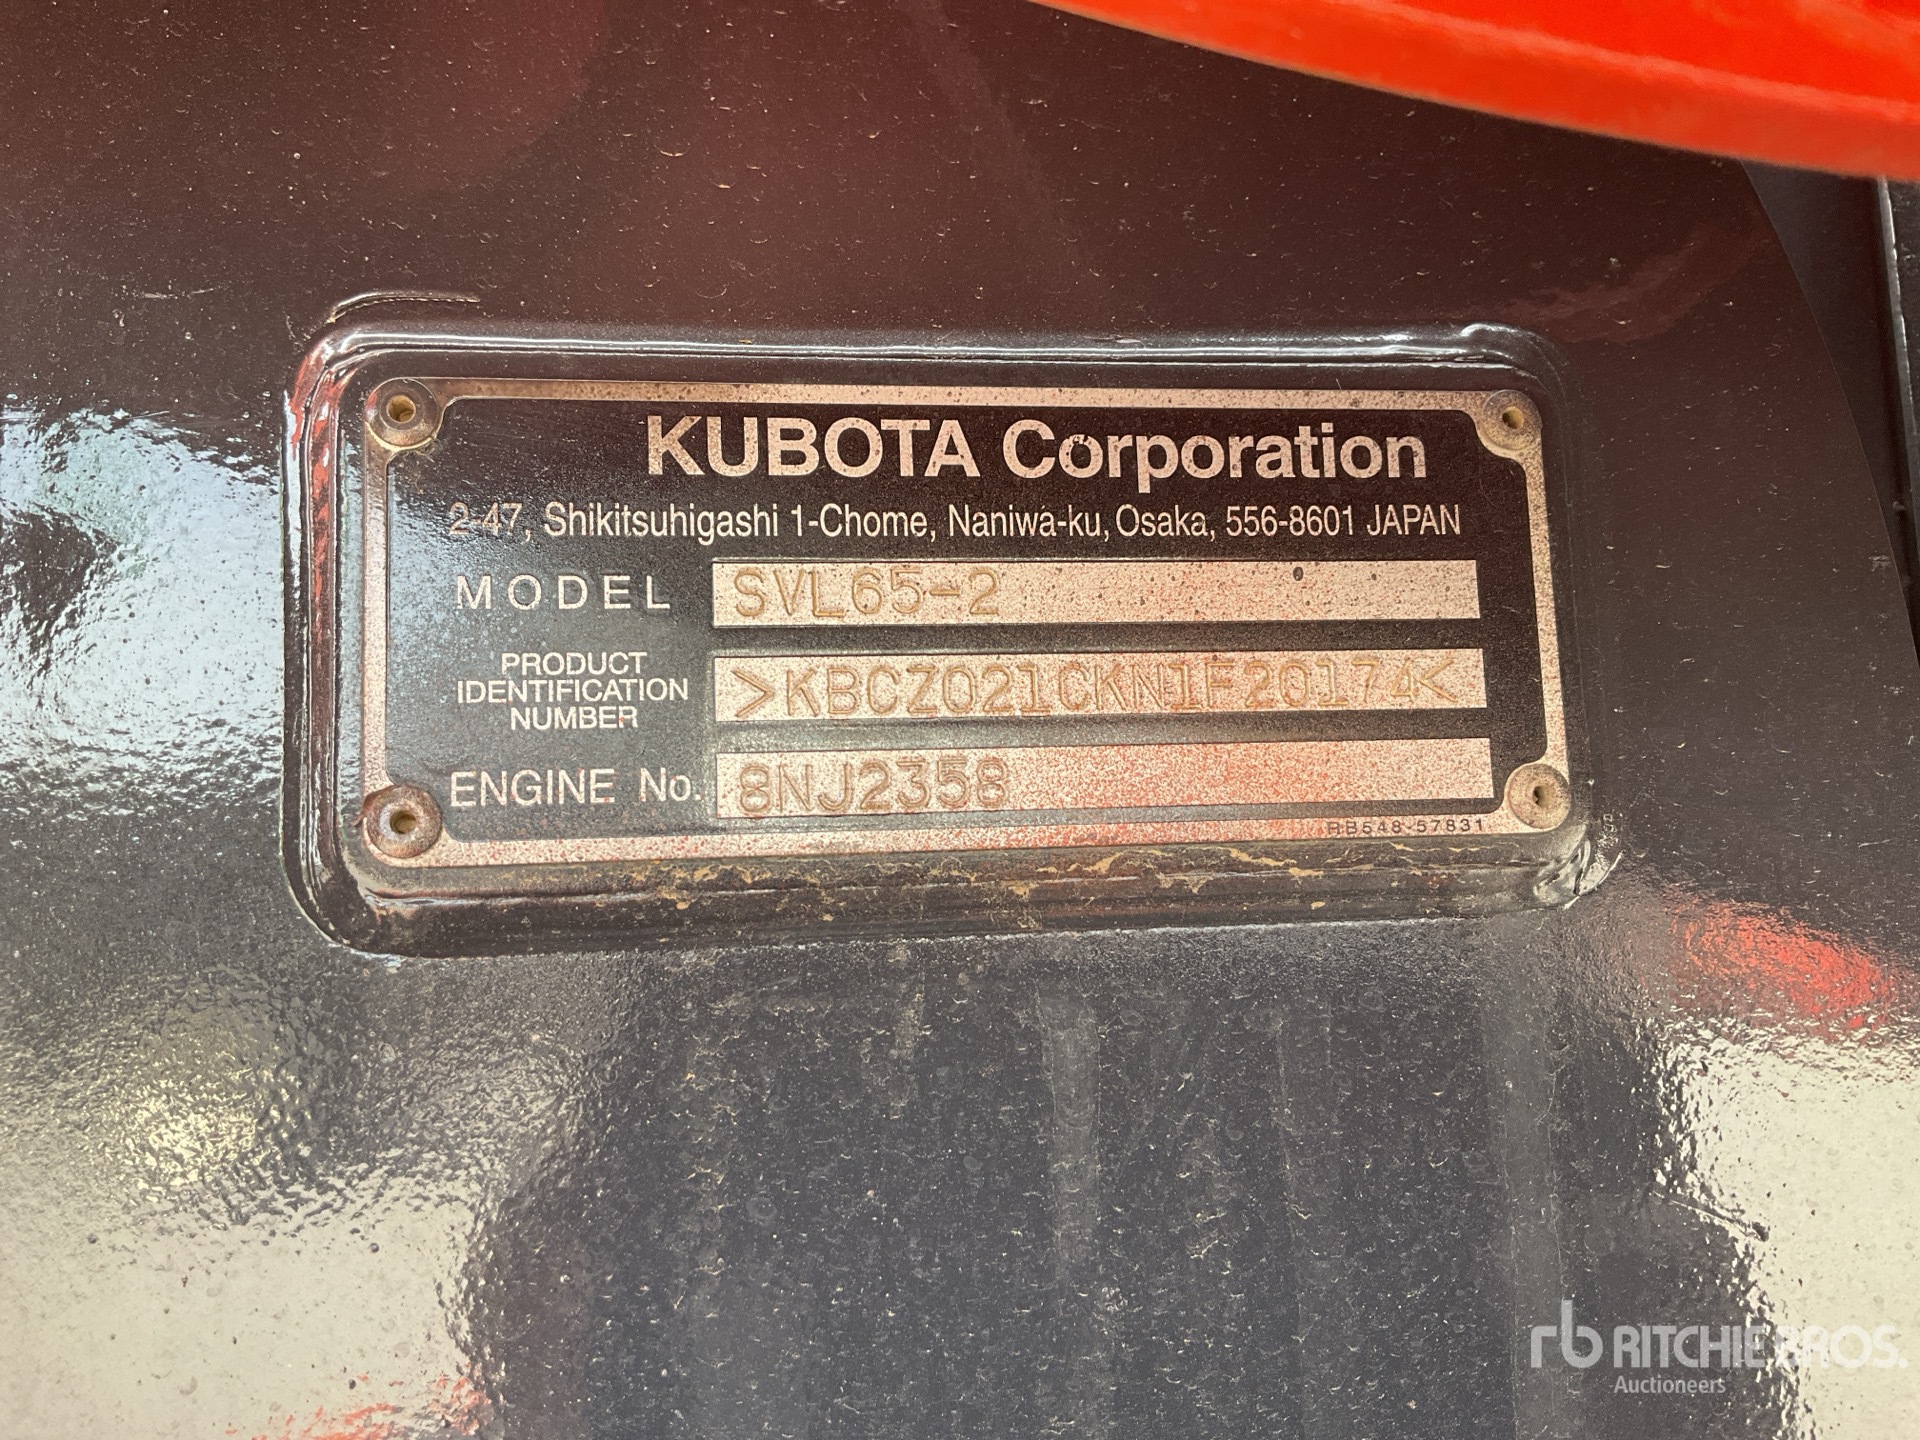 KUBOTA Corporation
2-47, Shikitsuhigashi 1-Chome, Naniwa-ku, Osaka, 556-8601 JAPAN
MODEL SVL65-2
PRODUCT
IDENTIFICATION
NUMBER
>KBCZ021CKN1F20174<
ENGINE No. 8NJ2358
RB548-57831
rb RITCHIE BROS.
Auctioneers